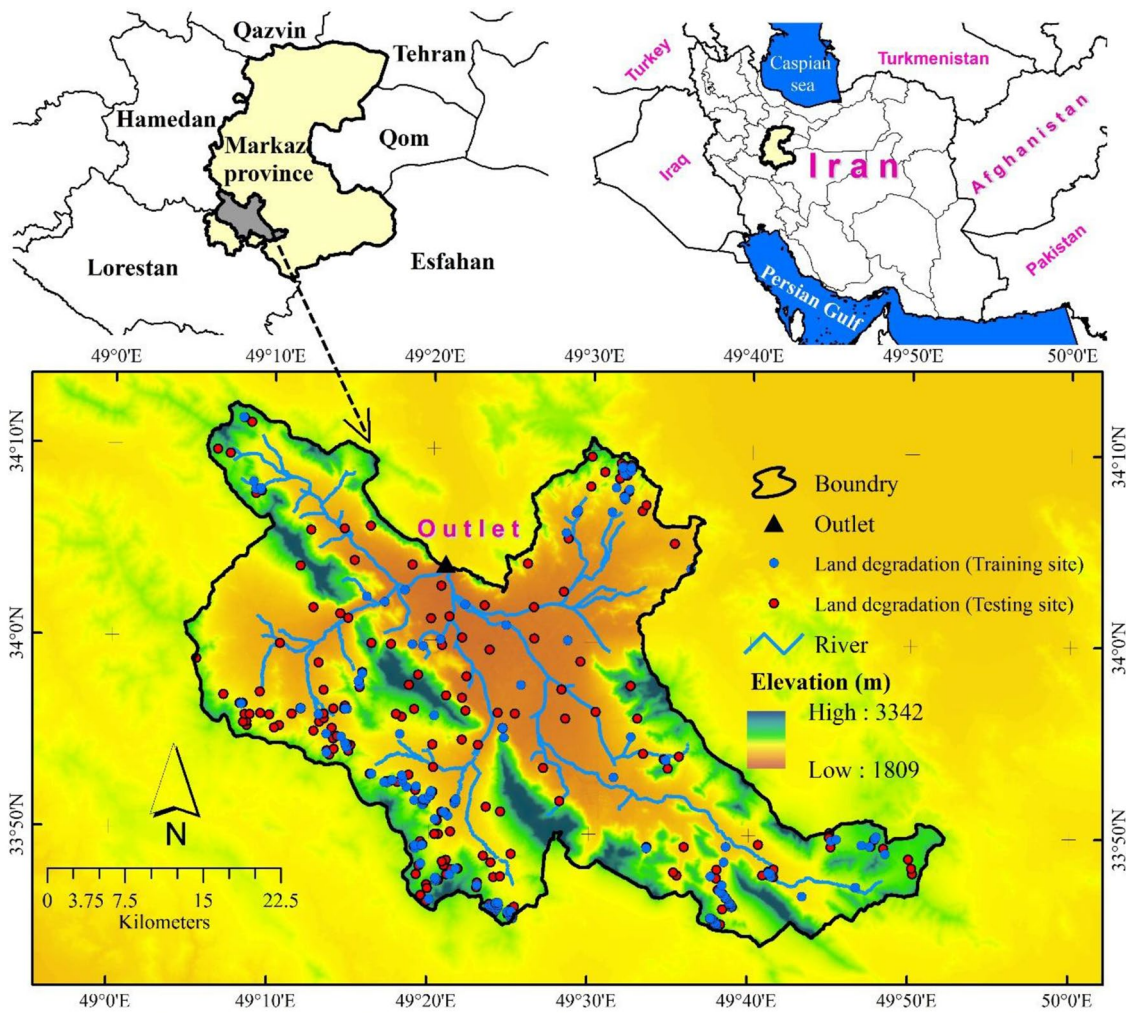 Qazvin
Tehran
Hamedan
Markaz
province
Qom
Lorestan
Esfahan
Turkey
Caspian
sea
Turkmenistan
Iraq
Iran
Afghanistan
Pakistan
Persian Gulf
49°0'E 49°10'E 49°20'E 49°30'E 49°40'E 49°50'E 50°0'E
34°10'N
34°0'N
33°50'N
34°10'N
34°0'N
33°50'N
Outlet
Boundry
Outlet
Land degradation (Training site)
Land degradation (Testing site)
River
Elevation (m)
High : 3342
Low : 1809
N
0 3.75 7.5 15 22.5
Kilometers
49°0'E 49°10'E 49°20'E 49°30'E 49°40'E 49°50'E 50°0'E